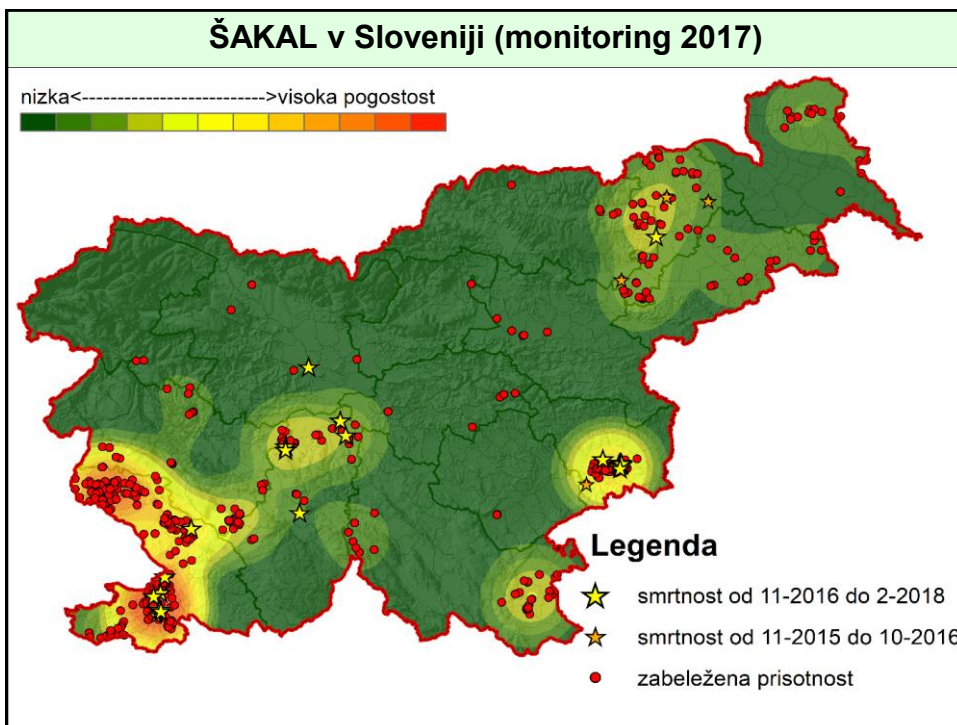 ŠAKAL v Sloveniji (monitoring 2017)
nizka<--------------------------->visoka pogostost
Legenda
smrtnost od 11-2016 do 2-2018
smrtnost od 11-2015 do 10-2016
zabeležena prisotnost